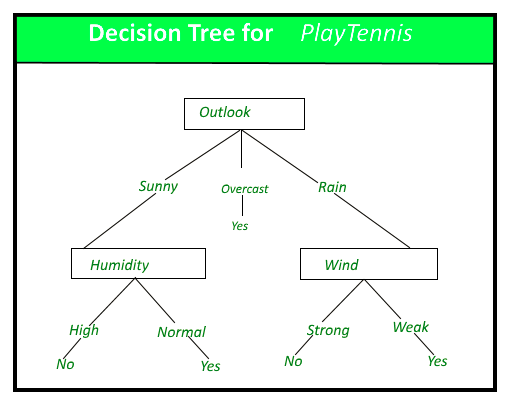 Decision Tree for PlayTennis
Outlook
Sunny Overcast Rain
Yes
Humidity Wind
High Normal Strong Weak
No Yes No Yes